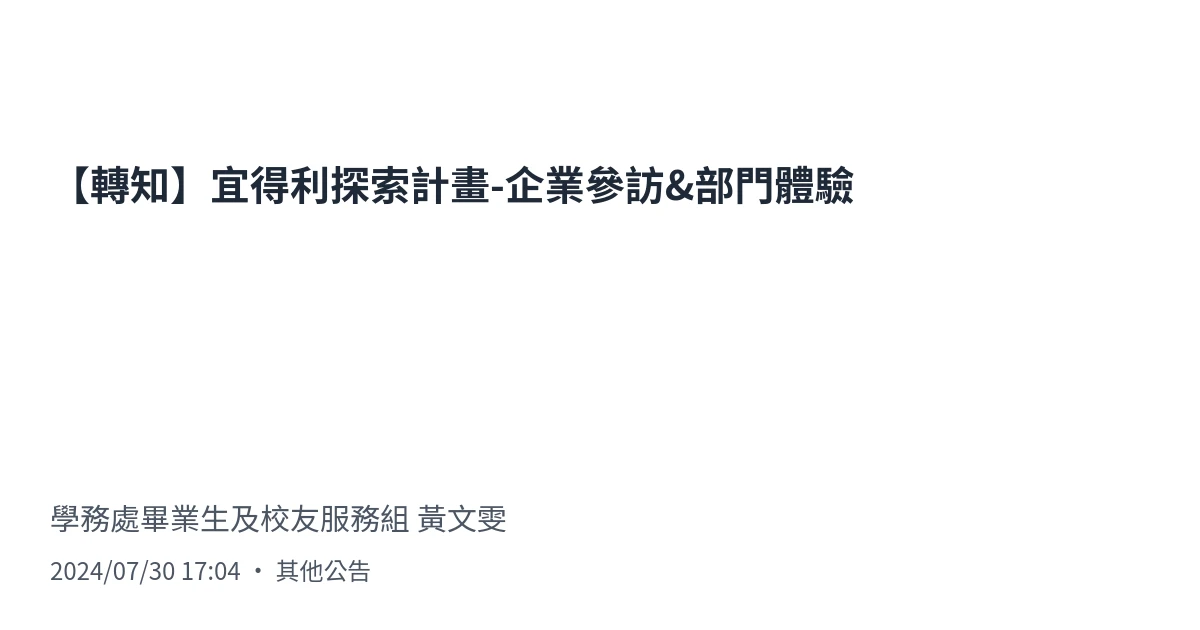 【轉知】宜得利探索計畫-企業參訪&部門體驗
學務處畢業生及校友服務組 黃文雯
2024/07/30 17:04 • 其他公告